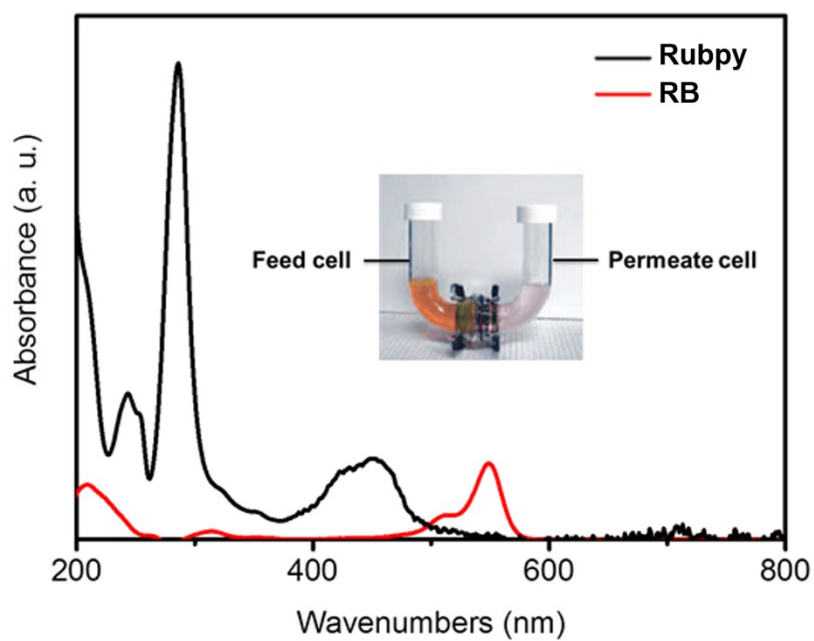 Rubpy
RB
Feed cell
Permeate cell
Absorbance (a. u.)
200
400
600
800
Wavenumbers (nm)